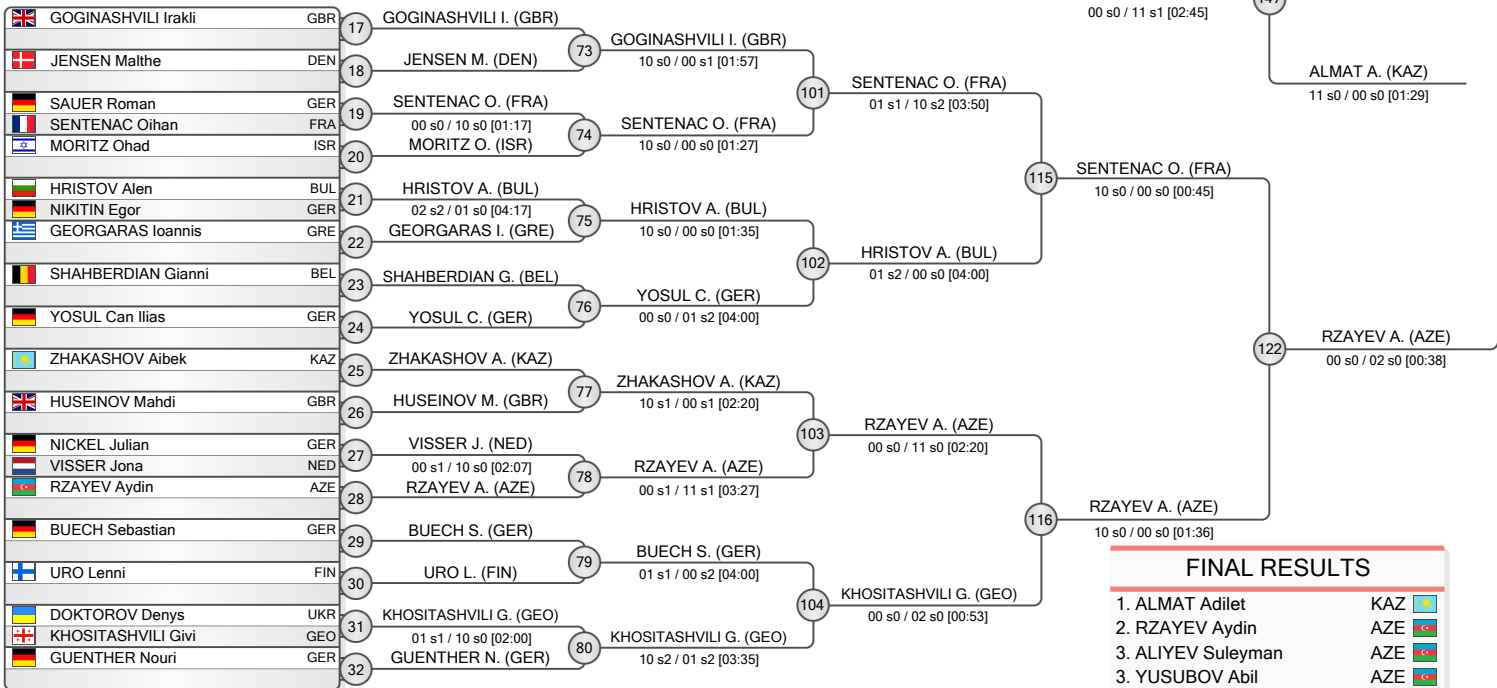 GOGINASHVILI Irakli GBR
JENSEN Malthe DEN
SAUER Roman GER
SENTENAC Oihan FRA
MORITZ Ohad ISR
HRISTOV Alen BUL
NIKITIN Egor GER
GEORGARAS Ioannis GRE
SHAHBERDIAN Gianni BEL
YOSUL Can Ilias GER
ZHAKASHOV Aibek KAZ
HUSEINOV Mahdi GBR
NICKEL Julian GER
VISSER Jona NED
RZAYEV Aydin AZE
BUECH Sebastian GER
URO Lenni FIN
DOKTOROV Denys UKR
KHOSITASHVILI Givi GEO
GUENTHER Nouri GER
17
18
19
20
21
22
23
24
25
26
27
28
29
30
31
32
GOGINASHVILI I. (GBR)
JENSEN M. (DEN)
SENTENAC O. (FRA)
00 s0 / 10 s0 [01:17]
MORITZ O. (ISR)
HRISTOV A. (BUL)
02 s2 / 01 s0 [04:17]
GEORGARAS I. (GRE)
SHAHBERDIAN G. (BEL)
YOSUL C. (GER)
ZHAKASHOV A. (KAZ)
HUSEINOV M. (GBR)
VISSER J. (NED)
00 s1 / 10 s0 [02:07]
RZAYEV A. (AZE)
BUECH S. (GER)
URO L. (FIN)
KHOSITASHVILI G. (GEO)
01 s1 / 10 s0 [02:00]
GUENTHER N. (GER)
73
74
75
76
77
78
79
80
GOGINASHVILI I. (GBR)
10 s0 / 00 s1 [01:57]
SENTENAC O. (FRA)
10 s0 / 00 s0 [01:27]
HRISTOV A. (BUL)
10 s0 / 00 s0 [01:35]
YOSUL C. (GER)
00 s0 / 01 s2 [04:00]
ZHAKASHOV A. (KAZ)
10 s1 / 00 s1 [02:20]
RZAYEV A. (AZE)
00 s1 / 11 s1 [03:27]
BUECH S. (GER)
01 s1 / 00 s2 [04:00]
KHOSITASHVILI G. (GEO)
10 s2 / 01 s2 [03:35]
101
102
103
104
SENTENAC O. (FRA)
01 s1 / 10 s2 [03:50]
HRISTOV A. (BUL)
01 s2 / 00 s0 [04:00]
RZAYEV A. (AZE)
00 s0 / 11 s0 [02:20]
KHOSITASHVILI G. (GEO)
00 s0 / 02 s0 [00:53]
115
116
00 s0 / 11 s1 [02:45]
SENTENAC O. (FRA)
10 s0 / 00 s0 [00:45]
RZAYEV A. (AZE)
10 s0 / 00 s0 [01:36]
122
ALMAT A. (KAZ)
11 s0 / 00 s0 [01:29]
RZAYEV A. (AZE)
00 s0 / 02 s0 [00:38]
FINAL RESULTS
1. ALMAT Adilet KAZ
2. RZAYEV Aydin AZE
3. ALIYEV Suleyman AZE
3. YUSUBOV Abil AZE